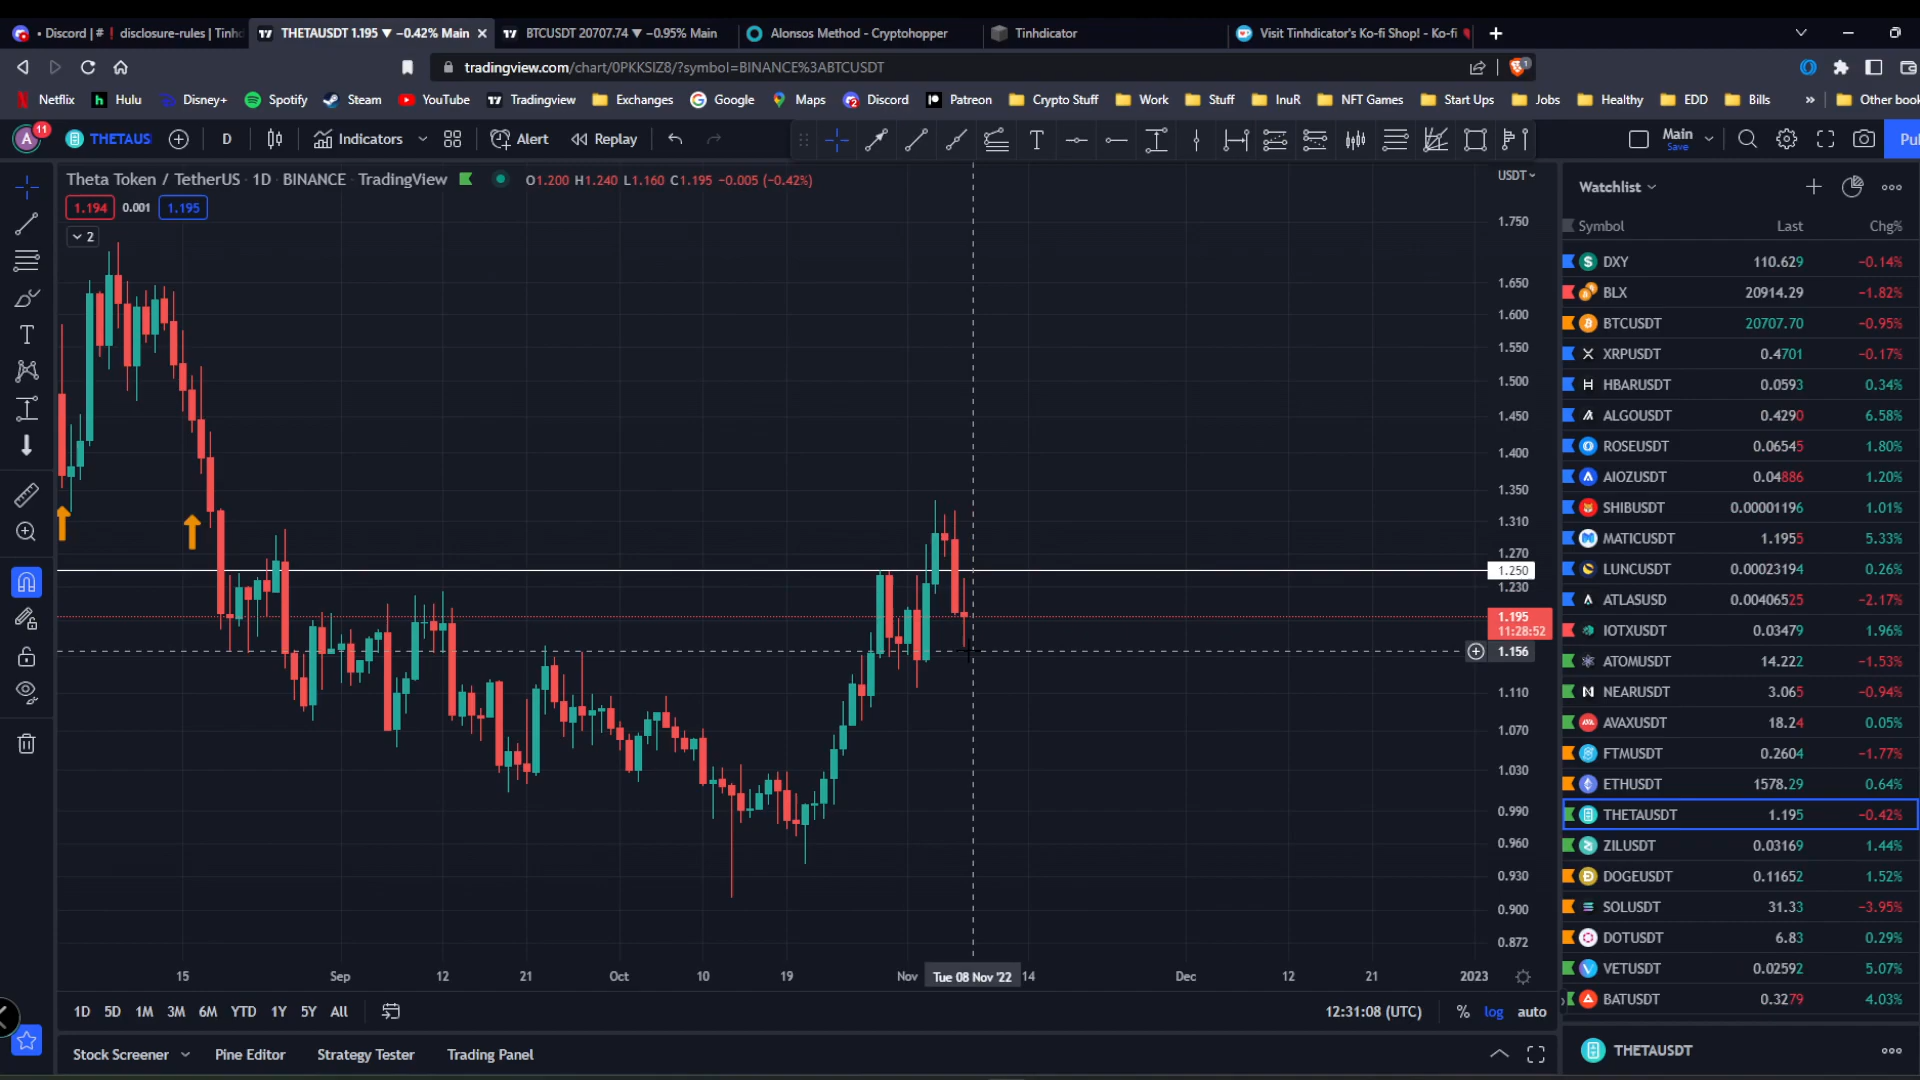 Discord | # ❗ disclosure-rules | Tinh
THETAUSDT 1.195 ▼ −0.42% Main
BTCUSDT 20707.74 ▼ −0.95% Main
Alonsos Method - Cryptohopper
Tinhdicator
Visit Tinhdicator's Ko-fi Shop! - Ko-fi
tradingview.com/chart/0PKKSIZ8/?symbol=BINANCE%3ABTCUSDT
1
Netflix Hulu Disney+ Spotify Steam YouTube Tradingview Exchanges Google Maps Discord Patreon Crypto Stuff Work Stuff InuR NFT Games Start Ups Jobs Healthy EDD Bills » Other book
A 11 THETAUS D Indicators Alert Replay T Main Save Pu
Theta Token / TetherUS · 1D · BINANCE · TradingView O1.200 H1.240 L1.160 C1.195 −0.005 (−0.42%)
1.194 0.001 1.195
2
USDT
1.750
1.650
1.600
1.550
1.500
1.450
1.400
1.350
1.310
1.270
1.250
1.230
1.195
11:28:52
1.156
1.110
1.070
1.030
0.990
0.960
0.930
0.900
0.872
15 Sep 12 21 Oct 10 19 Nov Tue 08 Nov '22 14 Dec 12 21 2023
1D 5D 1M 3M 6M YTD 1Y 5Y All
12:31:08 (UTC) % log auto
Stock Screener Pine Editor Strategy Tester Trading Panel
Watchlist
Symbol Last Chg%
DXY 110.629 −0.14%
BLX 20914.29 −1.82%
BTCUSDT 20707.70 −0.95%
XRPUSDT 0.4701 −0.17%
HBARUSDT 0.0593 0.34%
ALGOUSDT 0.4290 6.58%
ROSEUSDT 0.06545 1.80%
AIOZUSDT 0.04886 1.20%
SHIBUSDT 0.00001196 1.01%
MATICUSDT 1.1955 5.33%
LUNCUSDT 0.00023194 0.26%
ATLASUSD 0.00406525 −2.17%
IOTXUSDT 0.03479 1.96%
ATOMUSDT 14.222 −1.53%
NEARUSDT 3.065 −0.94%
AVAXUSDT 18.24 0.05%
FTMUSDT 0.2604 −1.77%
ETHUSDT 1578.29 0.64%
THETAUSDT 1.195 −0.42%
ZILUSDT 0.03169 1.44%
DOGEUSDT 0.11652 1.52%
SOLUSDT 31.33 −3.95%
DOTUSDT 6.83 0.29%
VETUSDT 0.02592 5.07%
BATUSDT 0.3279 4.03%
THETAUSDT